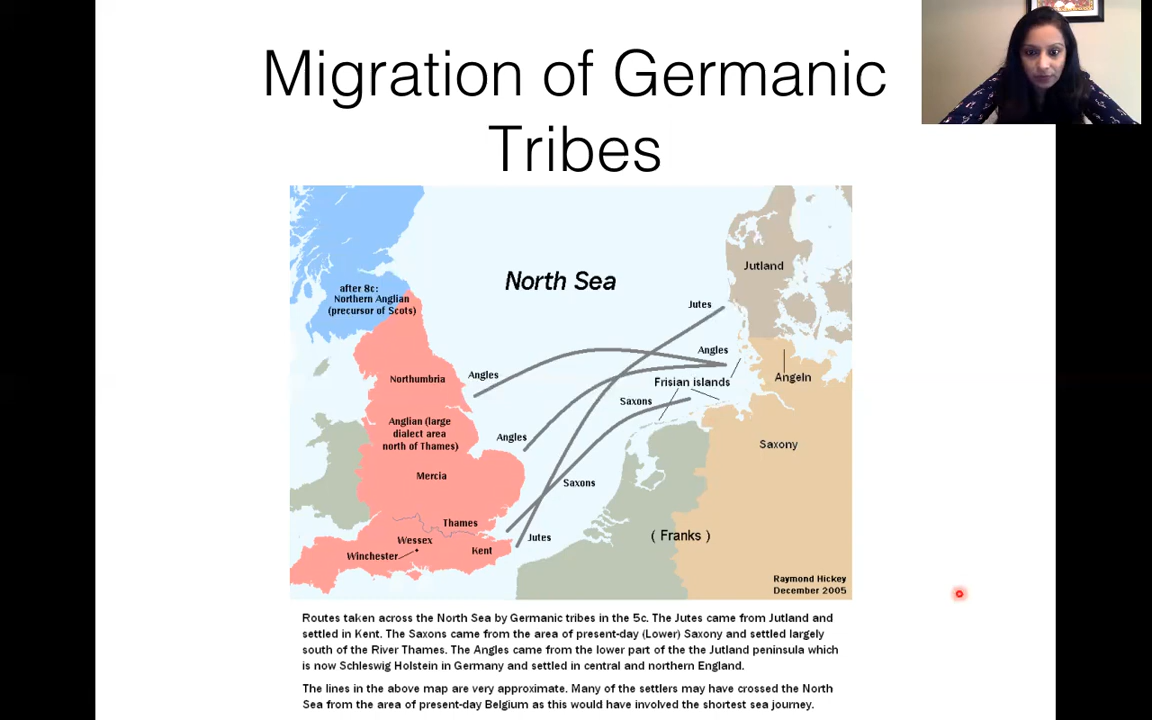 Migration of Germanic
Tribes
North Sea
Jutland
after 8c:
Northern Anglian
(precursor of Scots)
Jutes
Angles
Angles
Northumbria
Frisian islands
Angeln
Saxons
Anglian (large
dialect area
north of Thames)
Angles
Saxony
Mercia
Saxons
Thames
Wessex
Jutes
( Franks )
Winchester
Kent
Raymond Hickey
December 2005
Routes taken across the North Sea by Germanic tribes in the 5c. The Jutes came from Jutland and
settled in Kent. The Saxons came from the area of present-day (Lower) Saxony and settled largely
south of the River Thames. The Angles came from the lower part of the the Jutland peninsula which
is now Schleswig Holstein in Germany and settled in central and northern England.
The lines in the above map are very approximate. Many of the settlers may have crossed the North
Sea from the area of present-day Belgium as this would have involved the shortest sea journey.